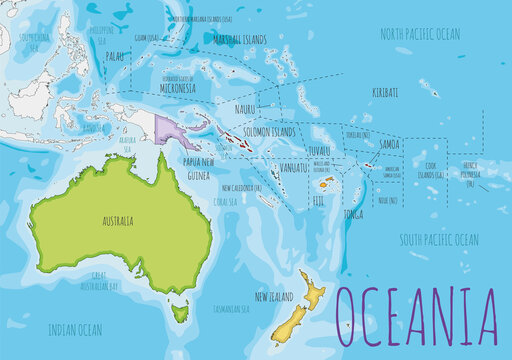 NORTHERN MARIANA ISLANDS (USA)
SOUTH CHINA
SEA
PHILIPPINE
SEA
GUAM (USA)
MARSHALL ISLANDS
NORTH PACIFIC OCEAN
PALAU
FEDERATED STATES OF
MICRONESIA
KIRIBATI
NAURU
BANDA SEA
SOLOMON ISLANDS
ARAFURA
SEA
TUVALU
TOKELAU (NZ)
SAMOA
PAPUA NEW
GUINEA
VANUATU
WALLIS AND
FUTUNA (FR)
AMERICAN
SAMOA (USA)
COOK
ISLANDS (NZ)
FRENCH
POLYNESIA
(FR)
NEW CALEDONIA (FR)
CORAL SEA
FIJI
TONGA
NIUE (NZ)
AUSTRALIA
SOUTH PACIFIC OCEAN
GREAT
AUSTRALIAN BAY
NEW ZEALAND
TASMANIAN SEA
INDIAN OCEAN
OCEANIA